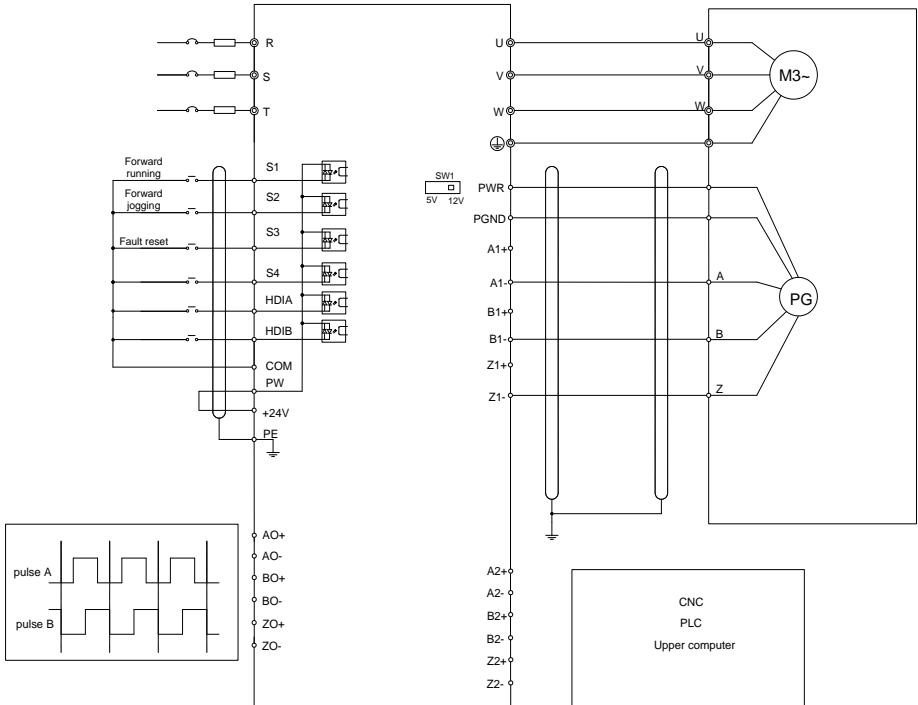 R
S
T
U
V
W
U
V
W
M3~
Forward
running
Forward
jogging
Fault reset
S1
S2
S3
S4
HDIA
HDIB
COM
PW
+24V
PE
SW1
5V 12V
PWR
PGND
A1+
A1-
B1+
B1-
Z1+
Z1-
A
B
Z
PG
pulse A
pulse B
AO+
AO-
BO+
BO-
ZO+
ZO-
A2+
A2-
B2+
B2-
Z2+
Z2-
CNC
PLC
Upper computer